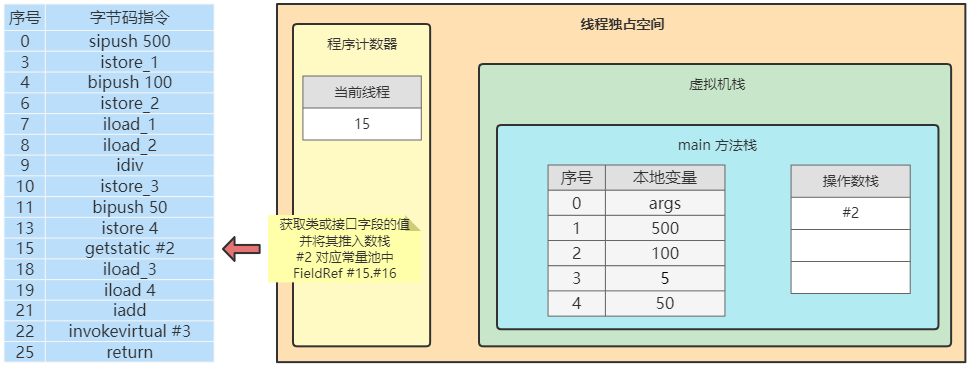 序号 字节码指令
0 sipush 500
3 istore_1
4 bipush 100
6 istore_2
7 iload_1
8 iload_2
9 idiv
10 istore_3
11 bipush 50
13 istore 4
15 getstatic #2
18 iload_3
19 iload 4
21 iadd
22 invokevirtual #3
25 return
线程独占空间
程序计数器
当前线程
15
获取类或接口字段的值
并将其推入数栈
#2 对应常量池中
FieldRef #15.#16
虚拟机栈
main 方法栈
序号 本地变量
0 args
1 500
2 100
3 5
4 50
操作数栈
#2